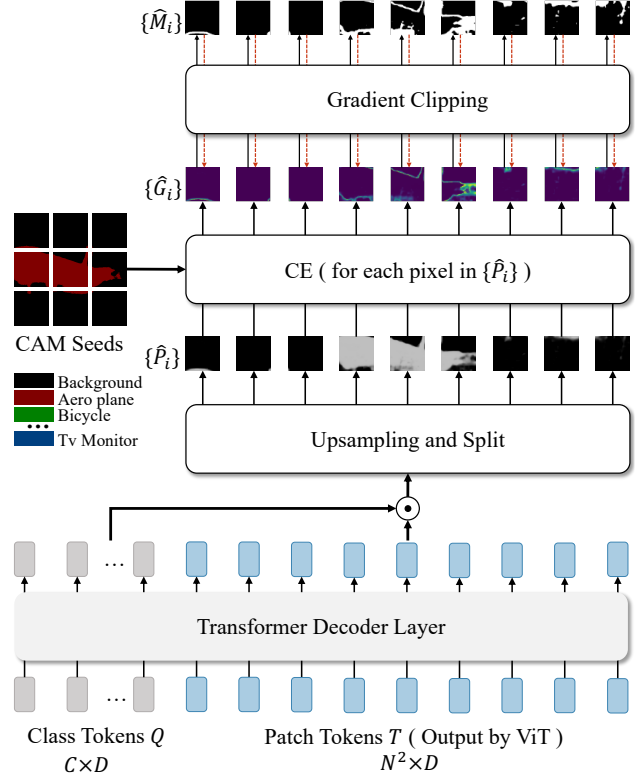 {M̂ᵢ}
Gradient Clipping
{Ĝᵢ}
CE ( for each pixel in {P̂ᵢ} )
CAM Seeds
{P̂ᵢ}
Background
Aero plane
Bicycle
•••
Tv Monitor
Upsampling and Split
...
Transformer Decoder Layer
...
Class Tokens Q
C×D
Patch Tokens T ( Output by ViT )
N²×D